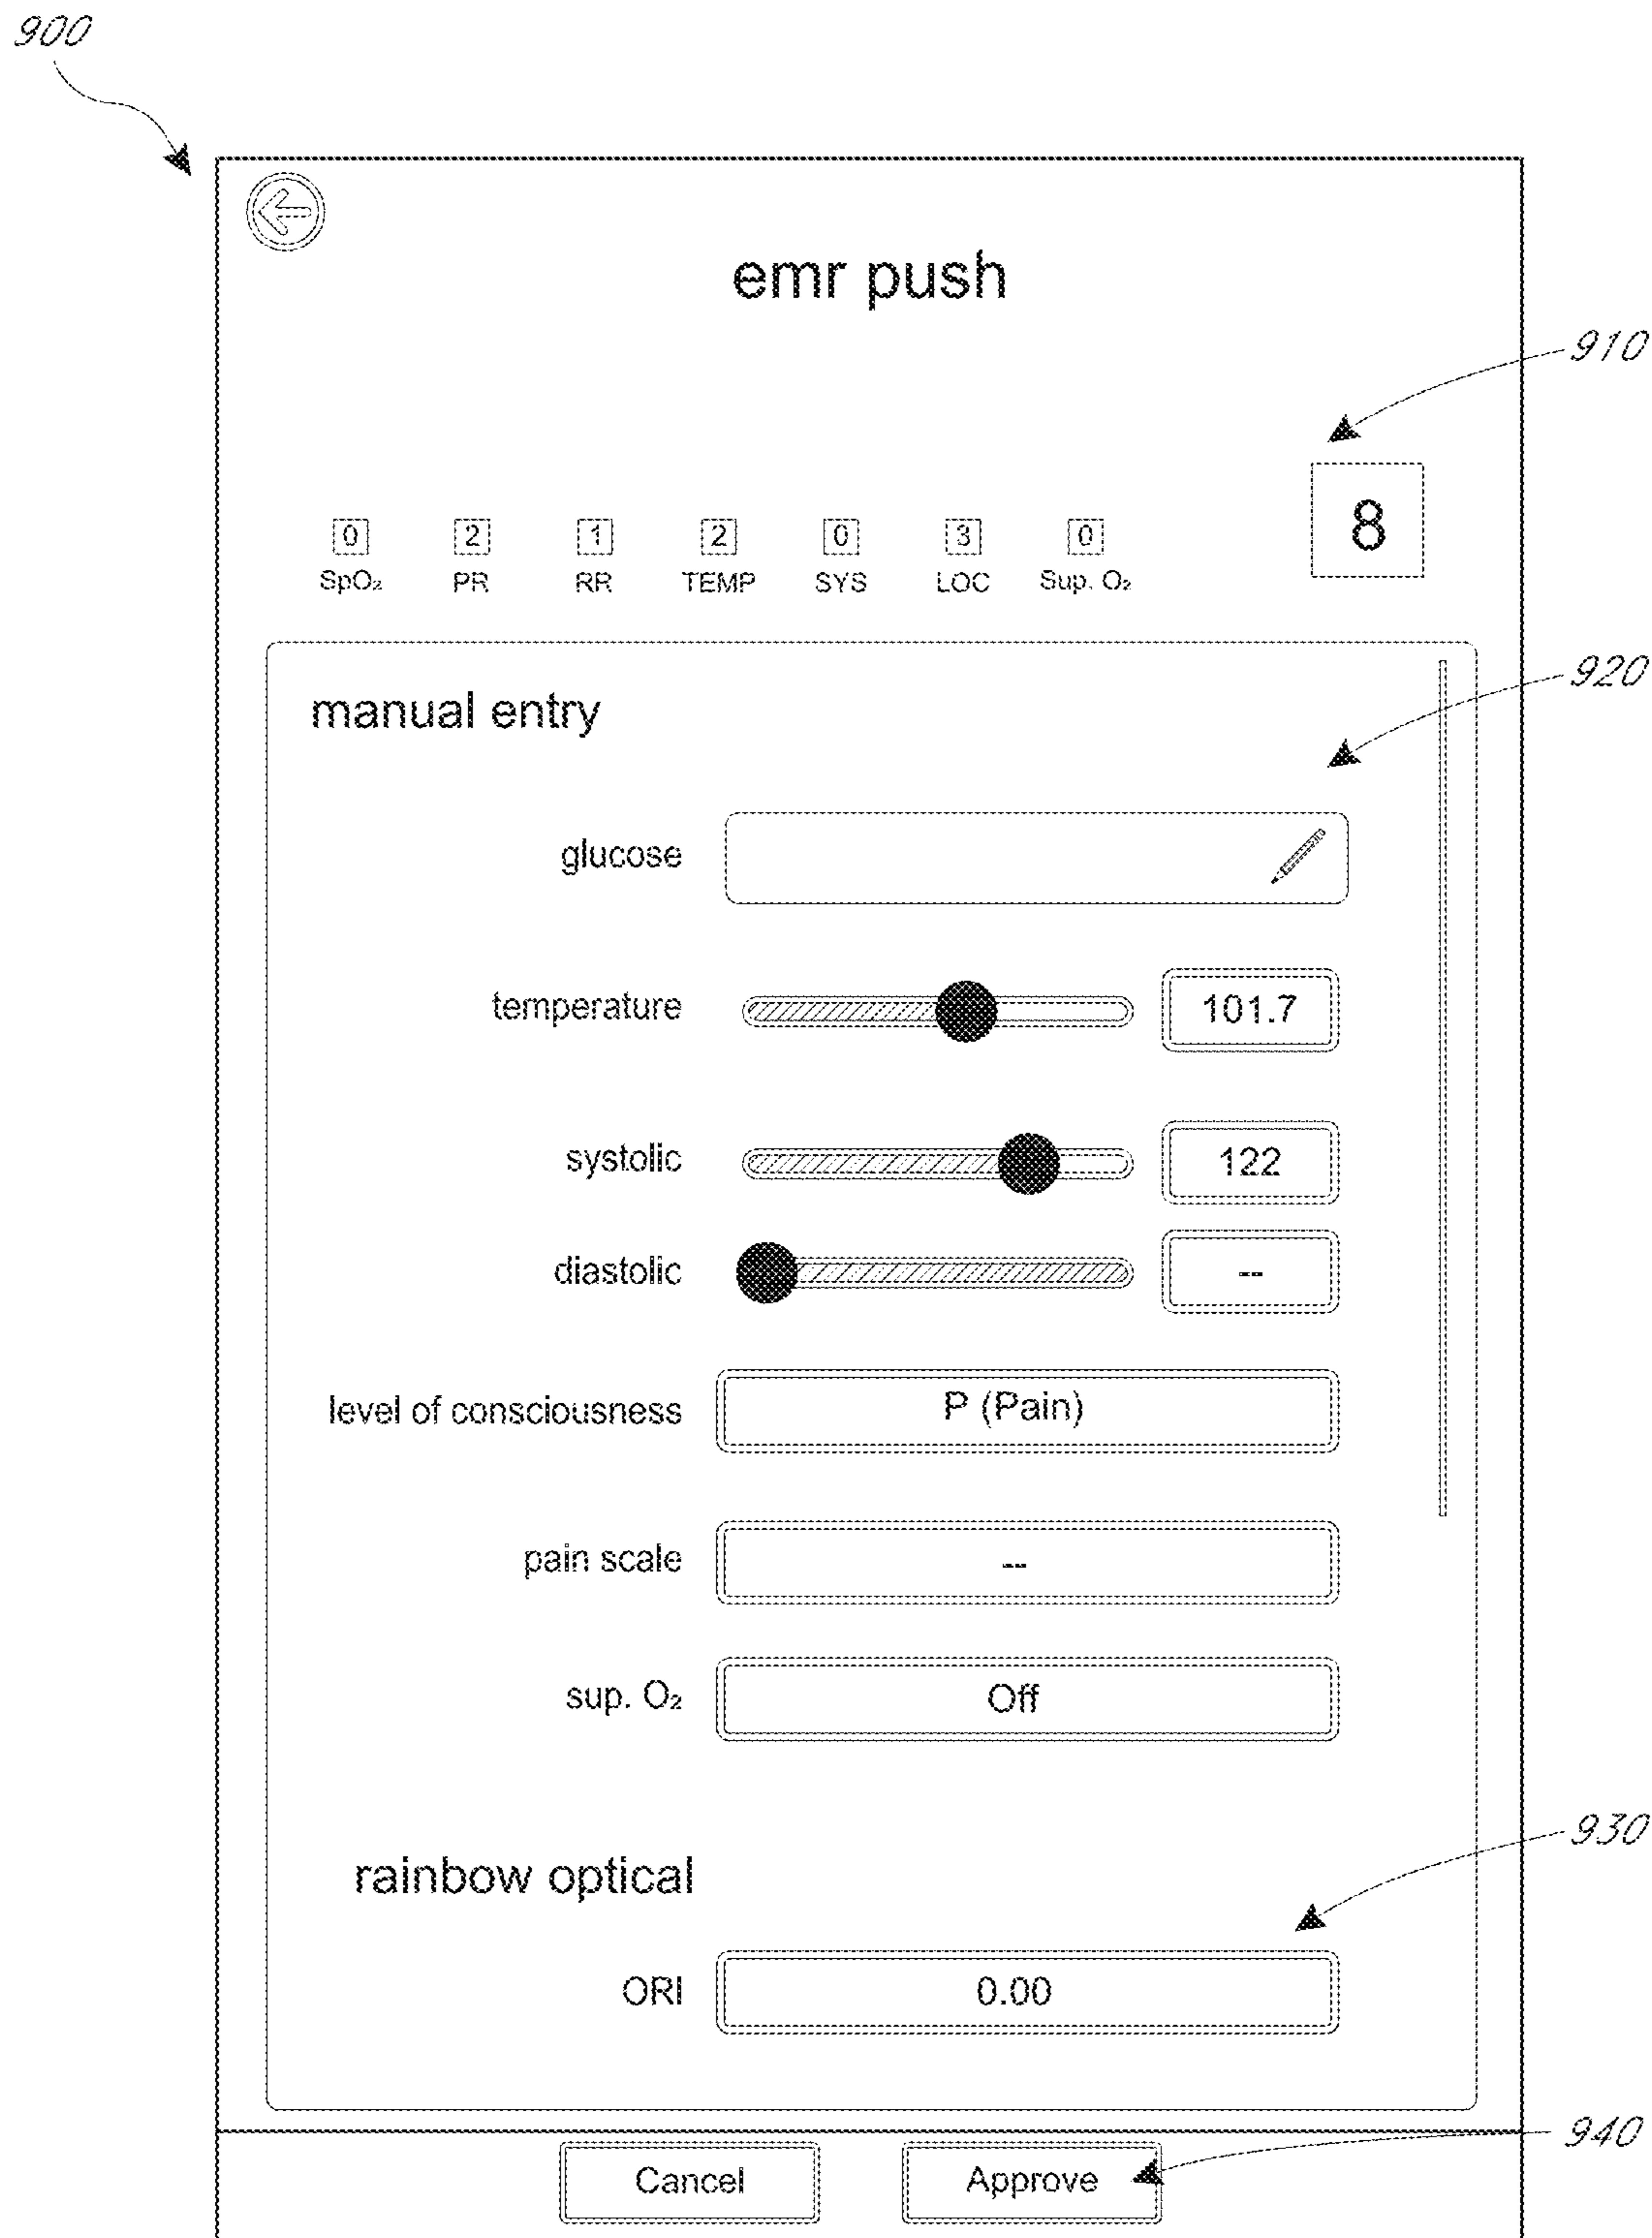 900
emr push
910
8
0 2 1 2 0 3 0
SpO₂ PR RR TEMP SYS LOC Sup. O₂
920
manual entry
glucose
temperature 101.7
systolic 122
diastolic --
level of consciousness P (Pain)
pain scale --
sup. O₂ Off
930
rainbow optical
ORI 0.00
940
Cancel Approve